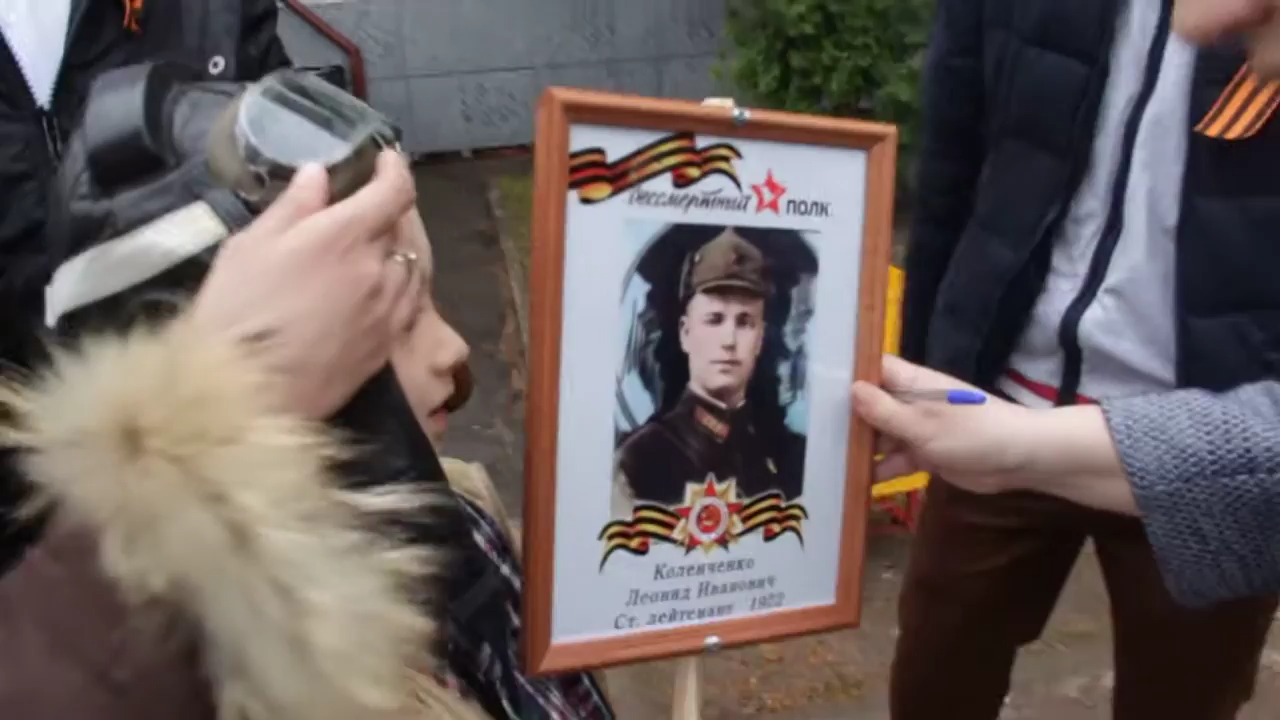 Бессмертный полк
Коленченко
Леонид Иванович
Ст. лейтенант 1922